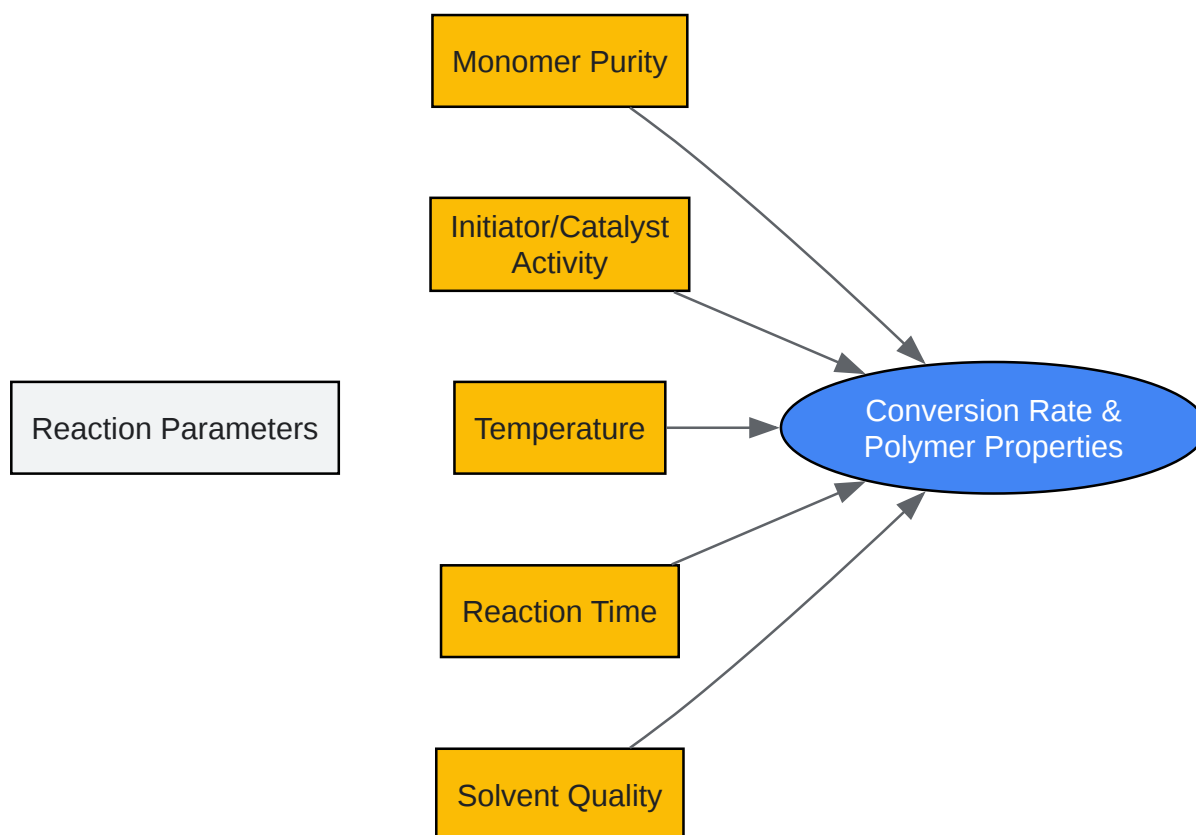 Monomer Purity
Initiator/Catalyst
Activity
Reaction Parameters
Temperature
Conversion Rate &
Polymer Properties
Reaction Time
Solvent Quality